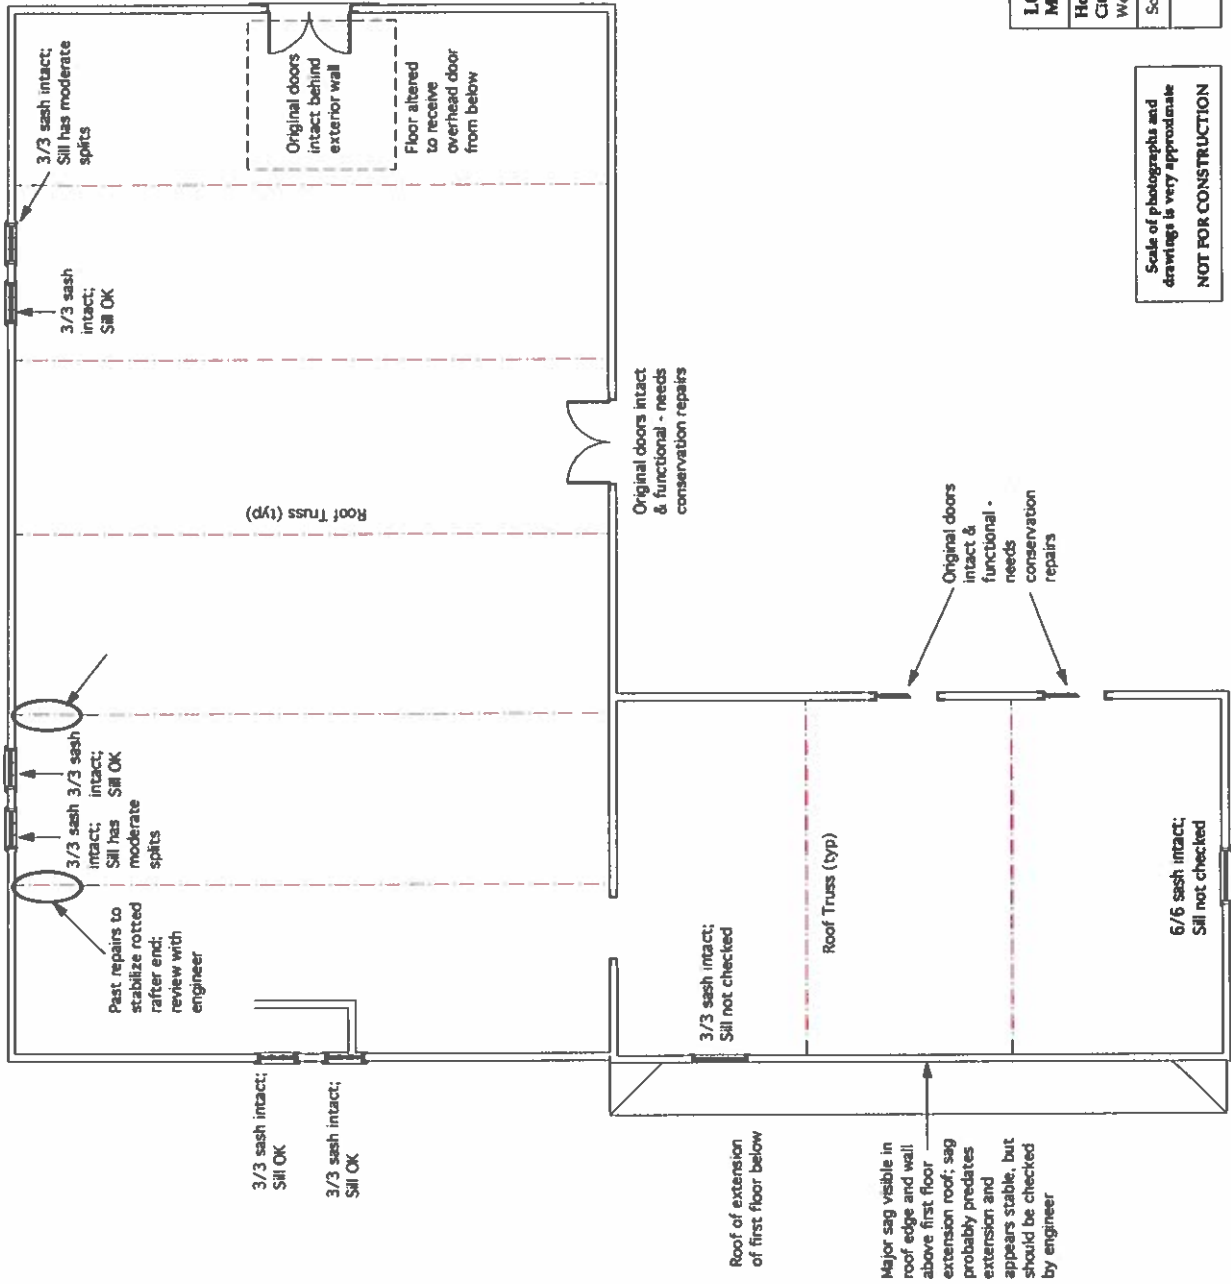 3/3 sash intact;
Sill has moderate
splits
3/3 sash
intact;
Sill OK
Original doors
intact behind
exterior wall
Floor altered
to receive
overhead door
from below
Roof Truss (typ)
3/3 sash
intact;
Sill OK
3/3 sash
intact;
Sill has
moderate
splits
Past repairs to
stabilize rotted
rafter end;
review with
engineer
Original doors intact
& functional - needs
conservation repairs
Original doors
intact &
functional -
needs
conservation
repairs
3/3 sash intact;
Sill OK
3/3 sash intact;
Sill OK
3/3 sash intact;
Sill not checked
Roof Truss (typ)
6/6 sash intact;
Sill not checked
Roof of extension
of first floor below
Major sag visible in
roof edge and wall
above first floor
extension roof; sag
probably predates
extension and
appears stable, but
should be checked
by engineer
Scale of photographs and
drawings is very approximate
NOT FOR CONSTRUCTION